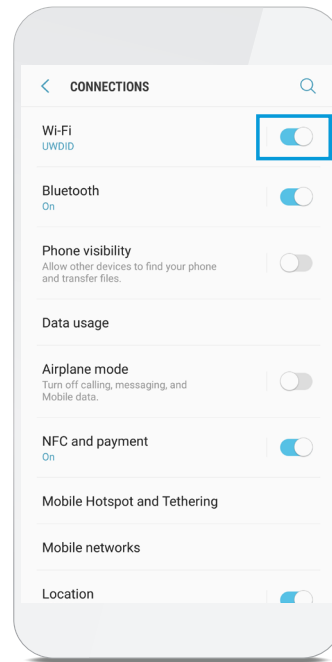 CONNECTIONS
Wi-Fi
UWDID
Bluetooth
On
Phone visibility
Allow other devices to find your phone
and transfer files.
Data usage
Airplane mode
Turn off calling, messaging, and
Mobile data.
NFC and payment
On
Mobile Hotspot and Tethering
Mobile networks
Location